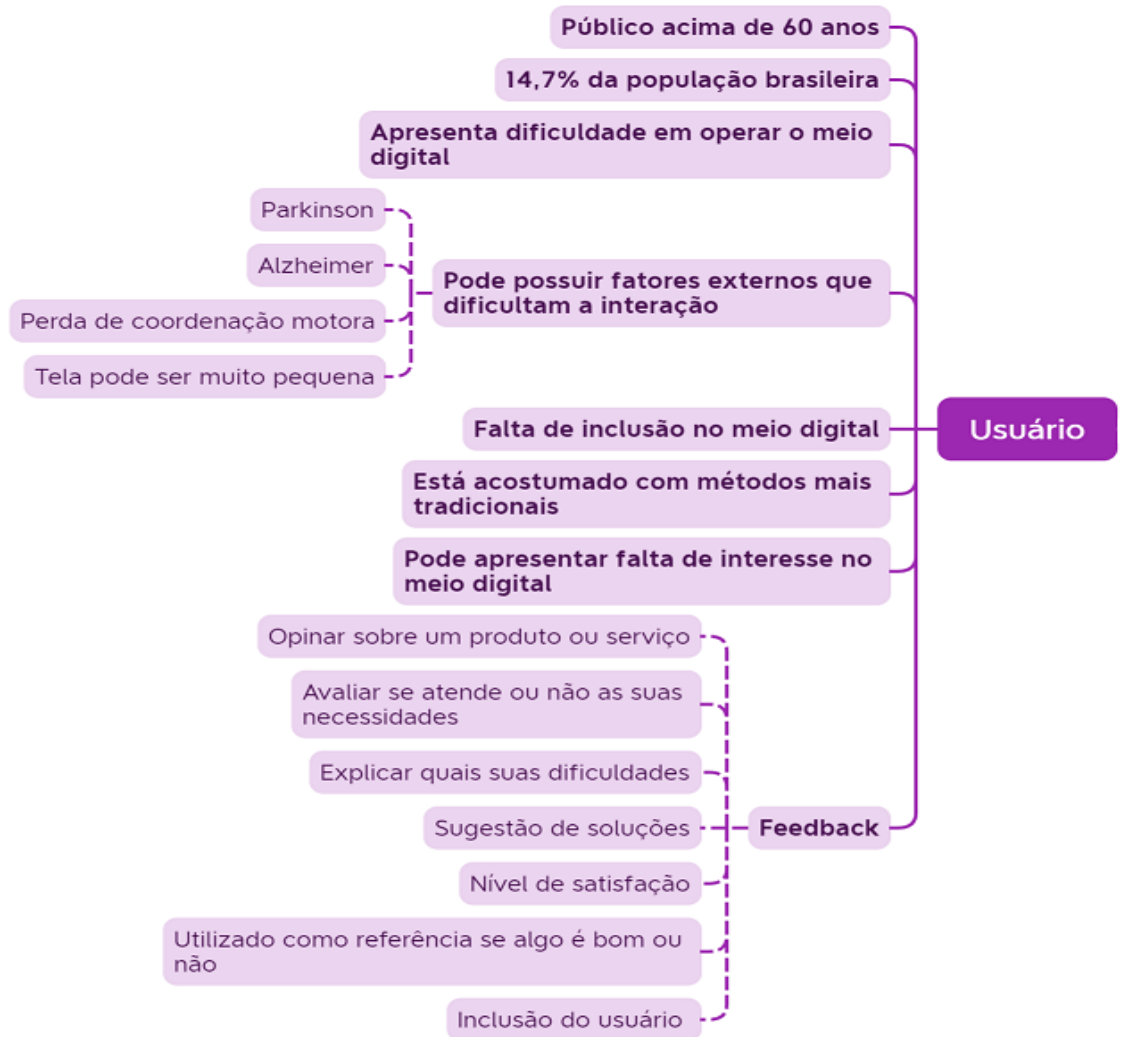 Público acima de 60 anos
14,7% da população brasileira
Apresenta dificuldade em operar o meio
digital
Parkinson
Alzheimer
Perda de coordenação motora
Tela pode ser muito pequena
Pode possuir fatores externos que
dificultam a interação
Falta de inclusão no meio digital
Usuário
Está acostumado com métodos mais
tradicionais
Pode apresentar falta de interesse no
meio digital
Opinar sobre um produto ou serviço
Avaliar se atende ou não as suas
necessidades
Explicar quais suas dificuldades
Sugestão de soluções
Feedback
Nível de satisfação
Utilizado como referência se algo é bom ou
não
Inclusão do usuário